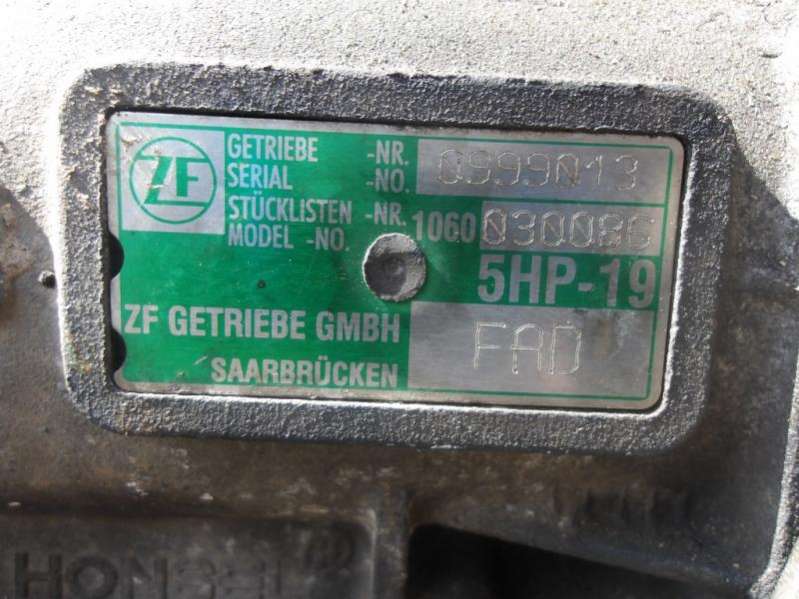 ZF
GETRIEBE -NR. 0999013
SERIAL -NO.
STÜCKLISTEN -NR. 1060 030086
MODEL -NO.
5HP-19
ZF GETRIEBE GMBH
SAARBRÜCKEN
FAD
HONSEL